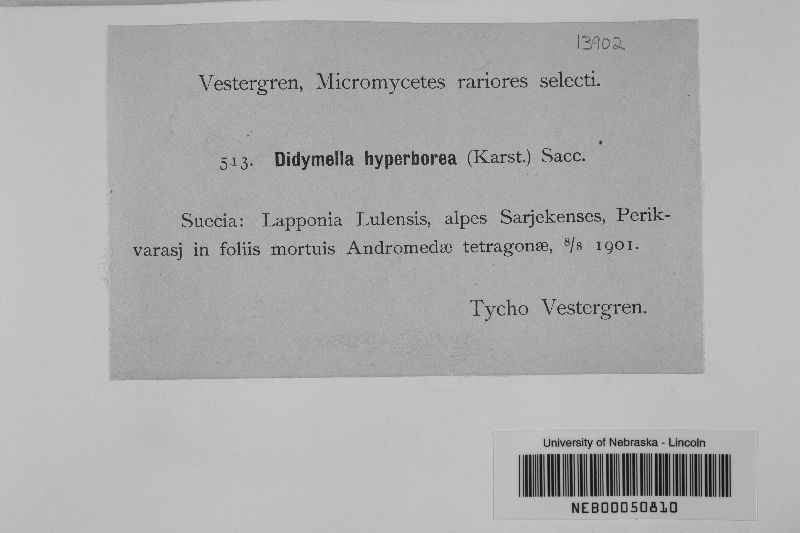 13902
Vestergren, Micromycetes rariores selecti.
513. Didymella hyperborea (Karst.) Sacc.
Suecia: Lapponia Lulensis, alpes Sarjekenses, Perik-
varasj in foliis mortuis Andromedæ tetragonæ, 8/8 1901.
Tycho Vestergren.
University of Nebraska - Lincoln
NEB00050810